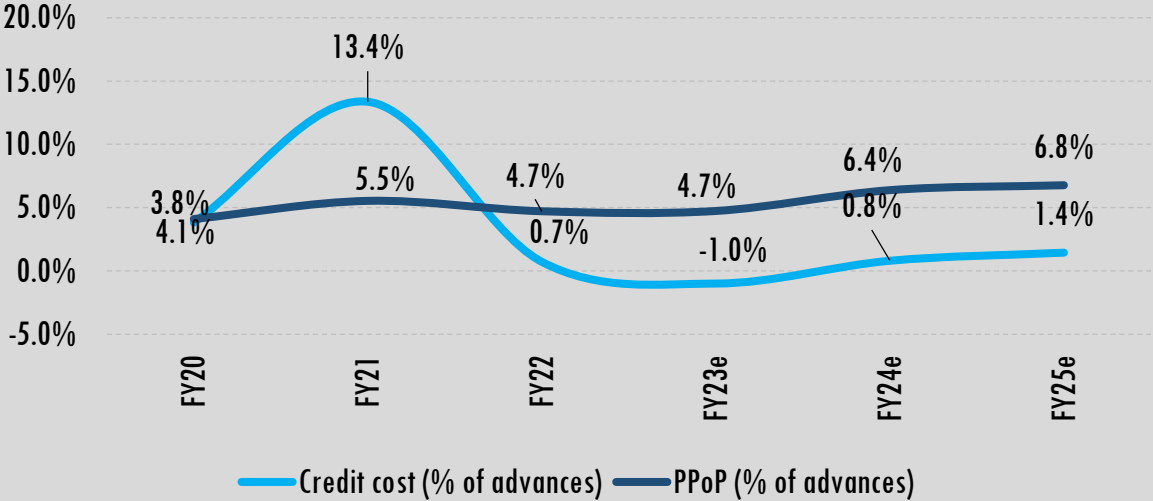 20.0%
15.0%
10.0%
5.0%
0.0%
-5.0%
13.4%
3.8%
4.1%
5.5%
4.7%
0.7%
4.7%
-1.0%
6.4%
0.8%
6.8%
1.4%
FY20
FY21
FY22
FY23e
FY24e
FY25e
Credit cost (% of advances)
PPoP (% of advances)